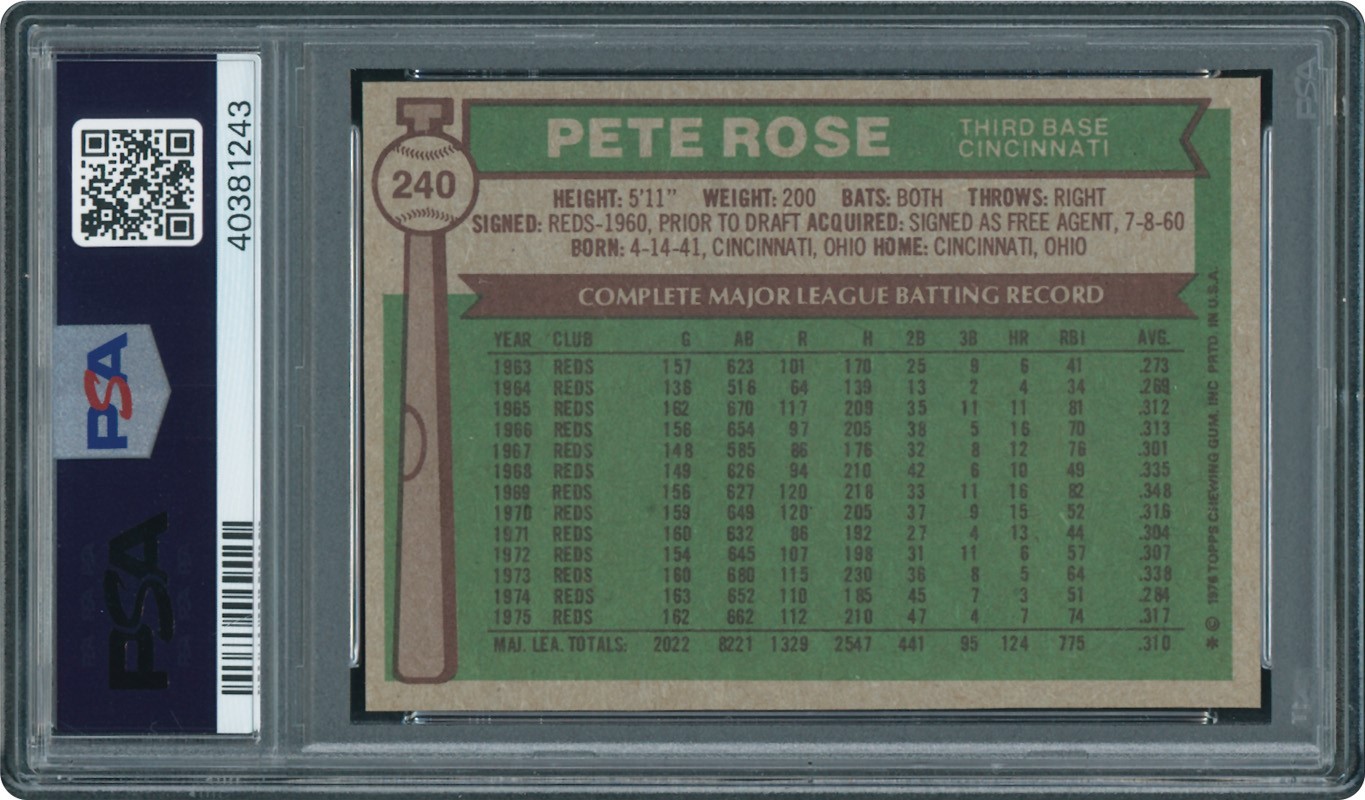 40381243
PSA
PSA
240
PETE ROSE
THIRD BASE
CINCINNATI
HEIGHT: 5'11" WEIGHT: 200 BATS: BOTH THROWS: RIGHT
SIGNED: REDS-1960, PRIOR TO DRAFT ACQUIRED: SIGNED AS FREE AGENT, 7-8-60
BORN: 4-14-41, CINCINNATI, OHIO HOME: CINCINNATI, OHIO
COMPLETE MAJOR LEAGUE BATTING RECORD
YEAR CLUB G AB R H 2B 3B HR RBI AVG.
1963 REDS 157 623 101 170 25 9 6 41 .273
1964 REDS 136 516 64 139 13 2 4 34 .269
1965 REDS 162 670 117 209 35 11 11 81 .312
1966 REDS 156 654 97 205 38 5 16 70 .313
1967 REDS 148 585 86 176 32 8 12 76 .301
1968 REDS 149 626 94 210 42 6 10 49 .335
1969 REDS 156 627 120 218 33 11 16 82 .348
1970 REDS 159 649 120 205 37 9 15 52 .316
1971 REDS 160 632 86 192 27 4 13 44 .304
1972 REDS 154 645 107 198 31 11 6 57 .307
1973 REDS 160 680 115 230 36 8 5 64 .338
1974 REDS 163 652 110 185 45 7 3 51 .284
1975 REDS 162 662 112 210 47 4 7 74 .317
MAJ. LEA. TOTALS: 2022 8221 1329 2547 441 95 124 775 .310
* © 1976 TOPPS CHEWING GUM, INC PRTD. IN U.S.A.
PSA